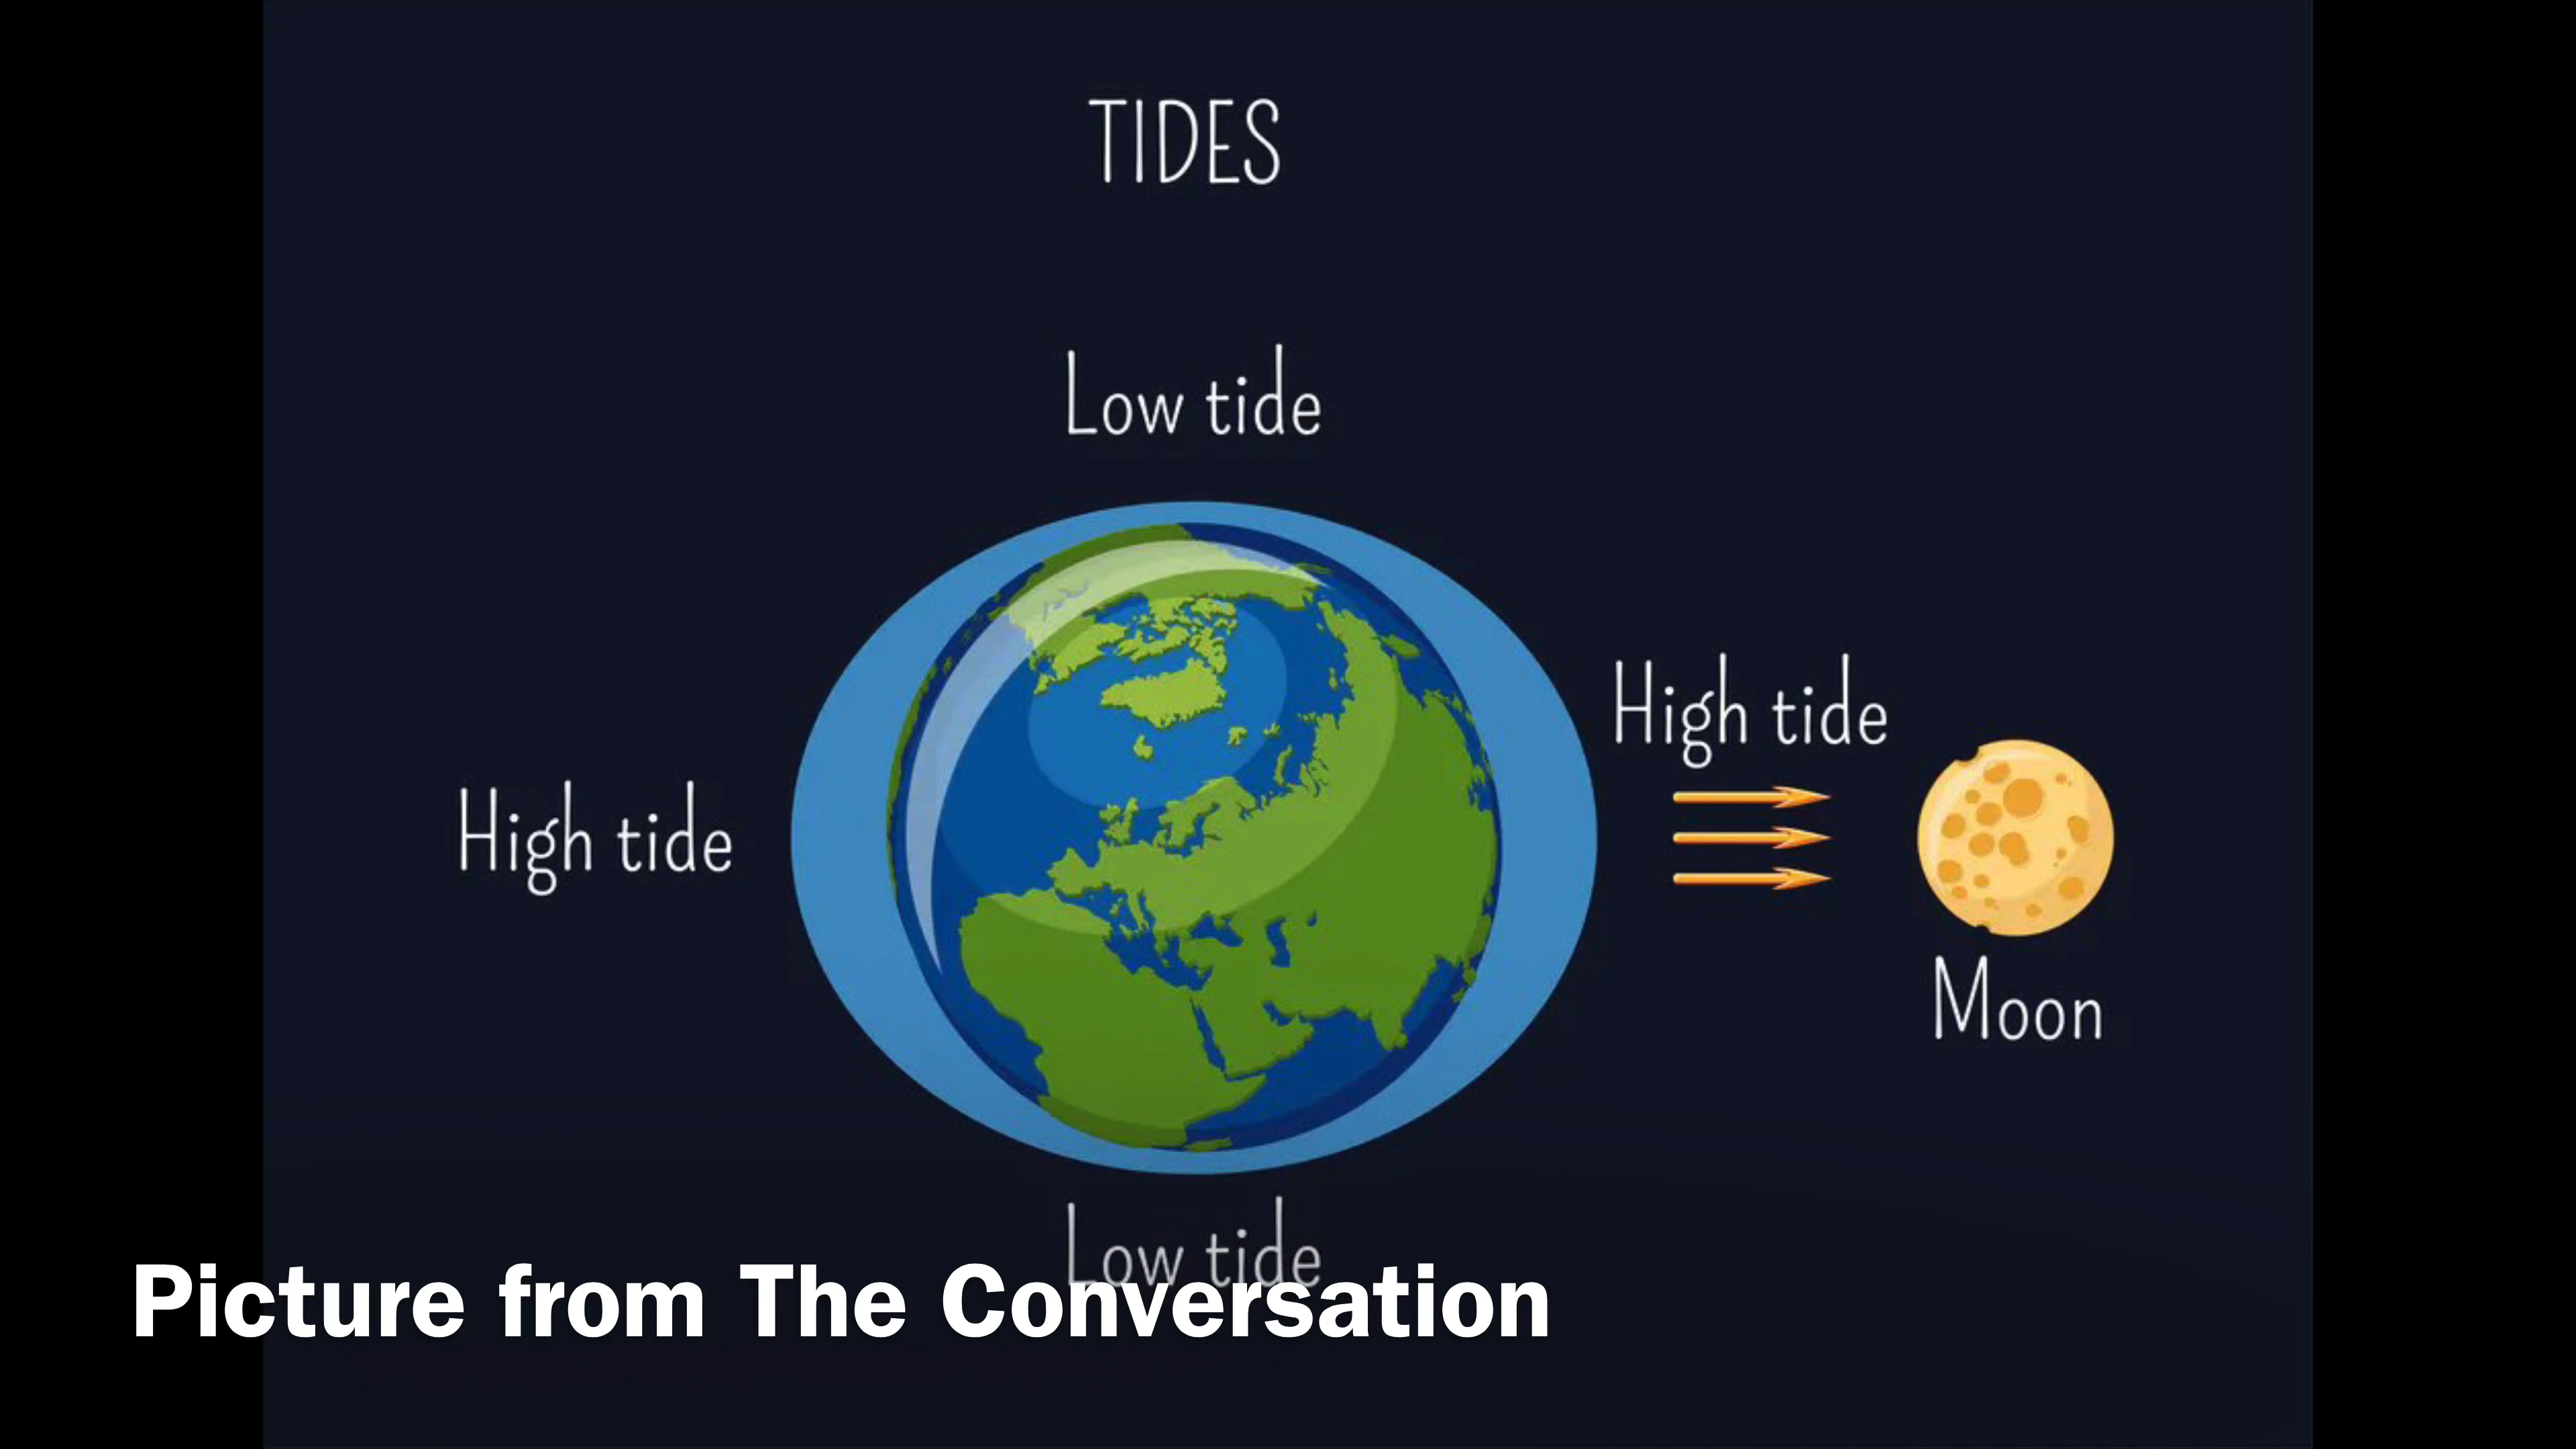 TIDES
Low tide
High tide
High tide
Moon
Low tide
Picture from The Conversation